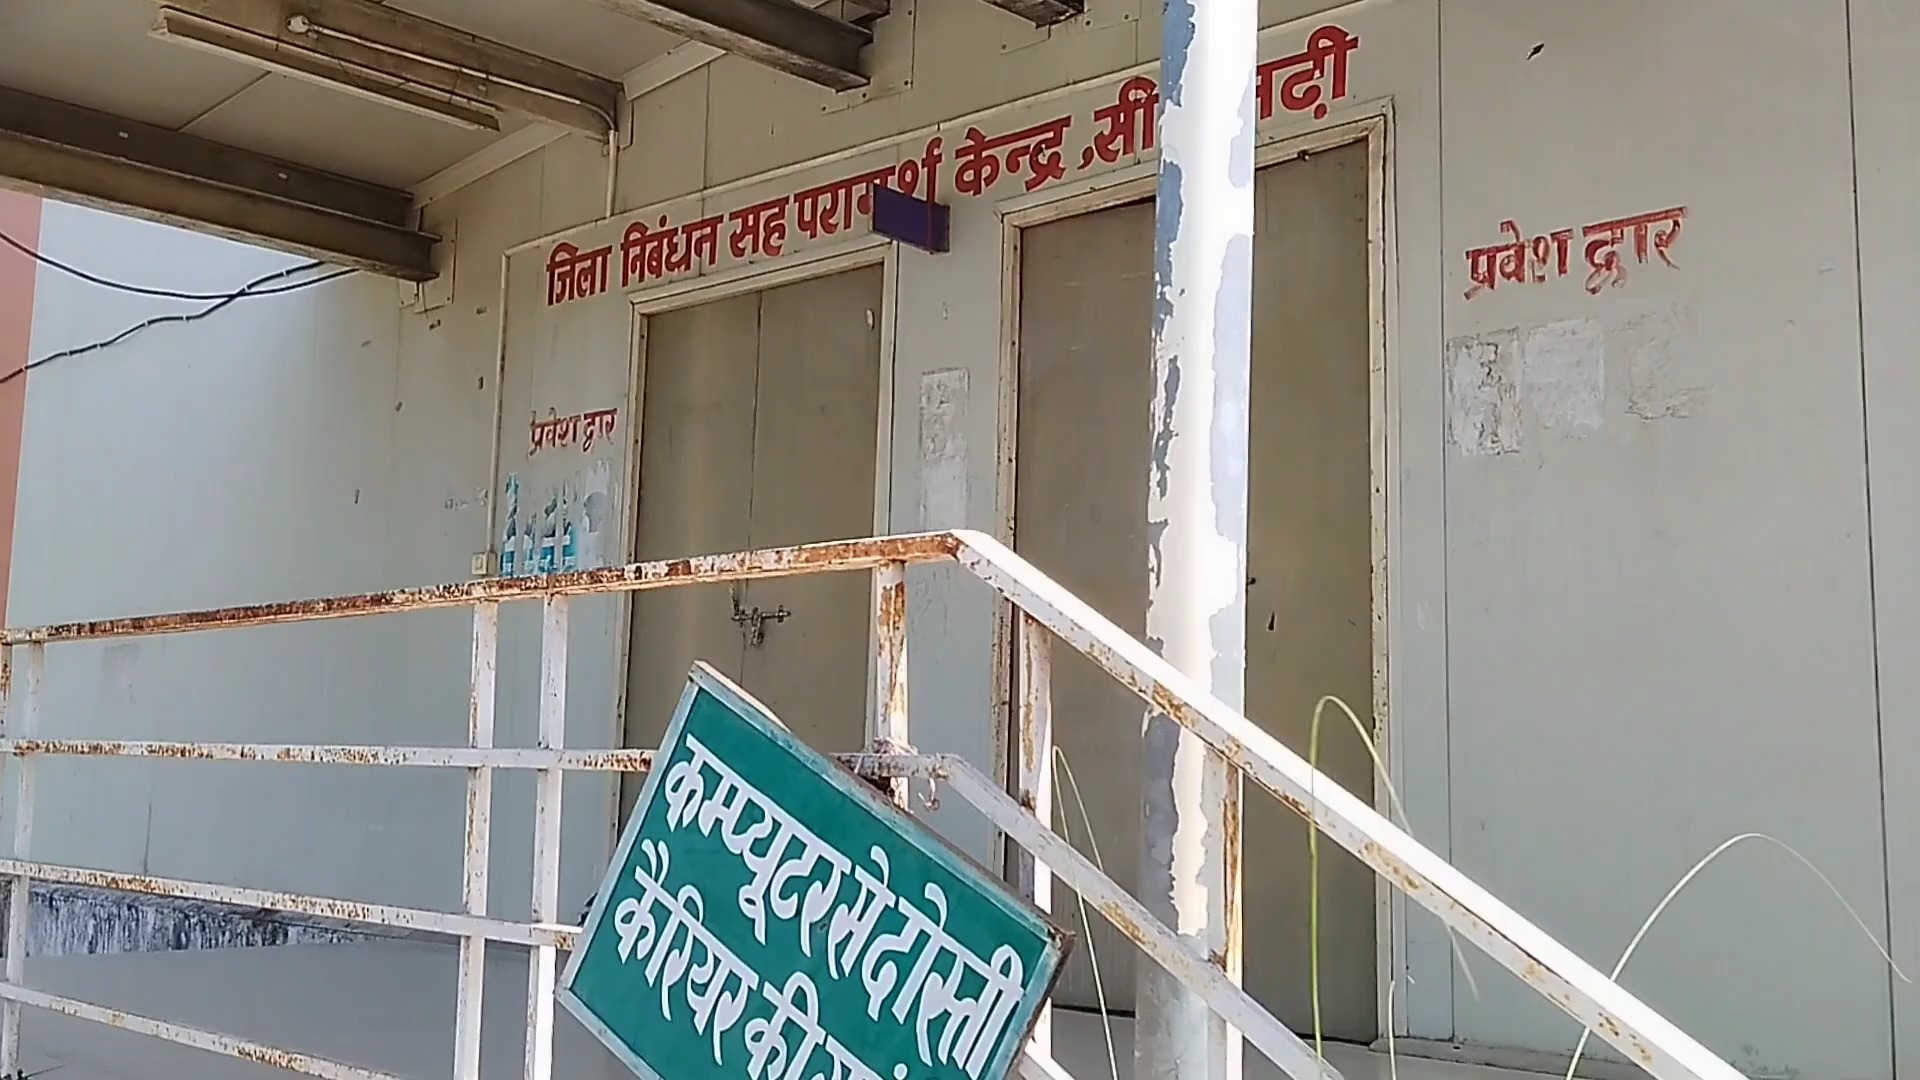 जिला निबंधन सह परामर्श केन्द्र ,सी
प्रवेश द्वार
प्रवेश द्वार
कम्प्यूटर से दोस्ती
कैरियर की